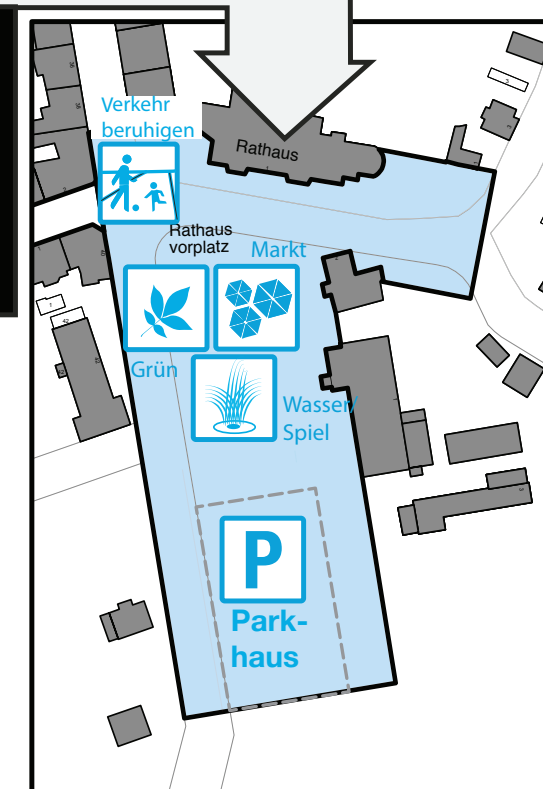 Verkehr
beruhigen
Rathaus
Rathaus
vorplatz
Markt
Grün
Wasser/
Spiel
P
Park-
haus